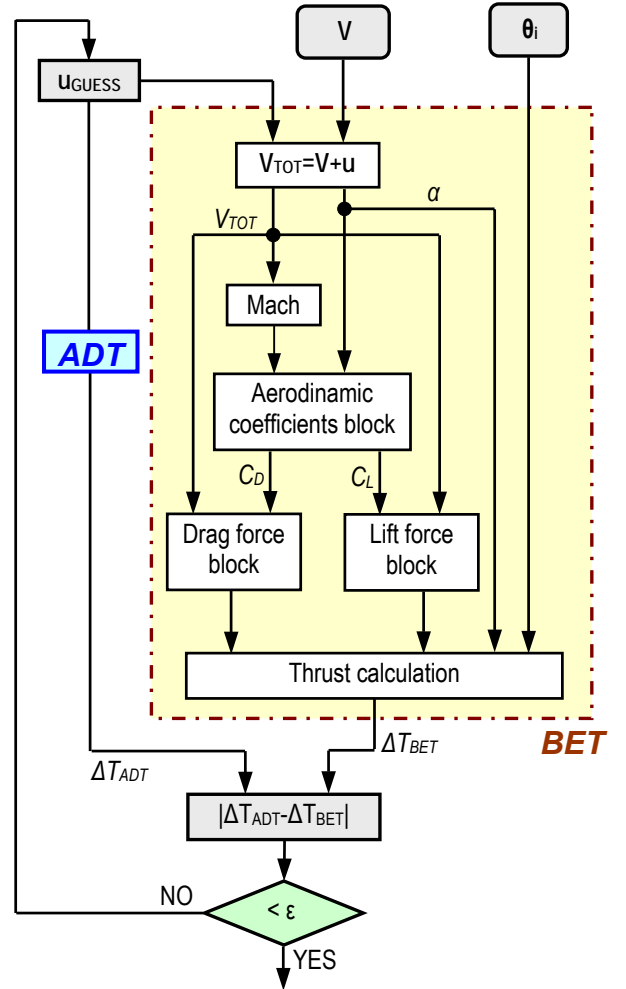 V
θi
uGUESS
VTOT=V+u
α
VTOT
Mach
ADT
Aerodinamic
coefficients block
CD
CL
Drag force
block
Lift force
block
Thrust calculation
BET
ΔTADT
ΔTBET
|ΔTADT-ΔTBET|
NO
< ε
YES